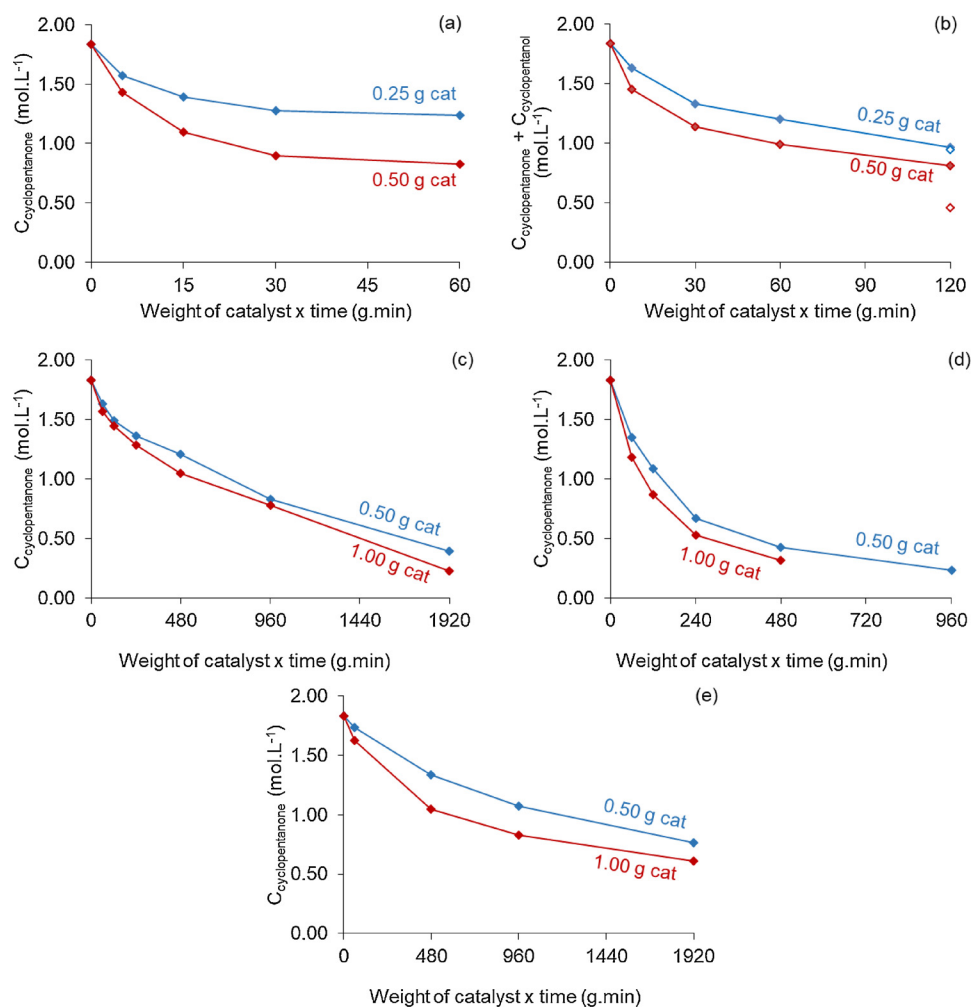 (a)
C_cyclopentanone (mol.L⁻¹)
2.00
1.50
1.00
0.50
0.00
0.25 g cat
0.50 g cat
0 15 30 45 60
Weight of catalyst x time (g.min)
(b)
C_cyclopentanone + C_cyclopentanol
(mol.L⁻¹)
2.00
1.50
1.00
0.50
0.00
0.25 g cat
0.50 g cat
0 30 60 90 120
Weight of catalyst x time (g.min)
(c)
C_cyclopentanone (mol.L⁻¹)
2.00
1.50
1.00
0.50
0.00
0.50 g cat
1.00 g cat
0 480 960 1440 1920
Weight of catalyst x time (g.min)
(d)
C_cyclopentanone (mol.L⁻¹)
2.00
1.50
1.00
0.50
0.00
0.50 g cat
1.00 g cat
0 240 480 720 960
Weight of catalyst x time (g.min)
(e)
C_cyclopentanone (mol.L⁻¹)
2.00
1.50
1.00
0.50
0.00
0.50 g cat
1.00 g cat
0 480 960 1440 1920
Weight of catalyst x time (g.min)